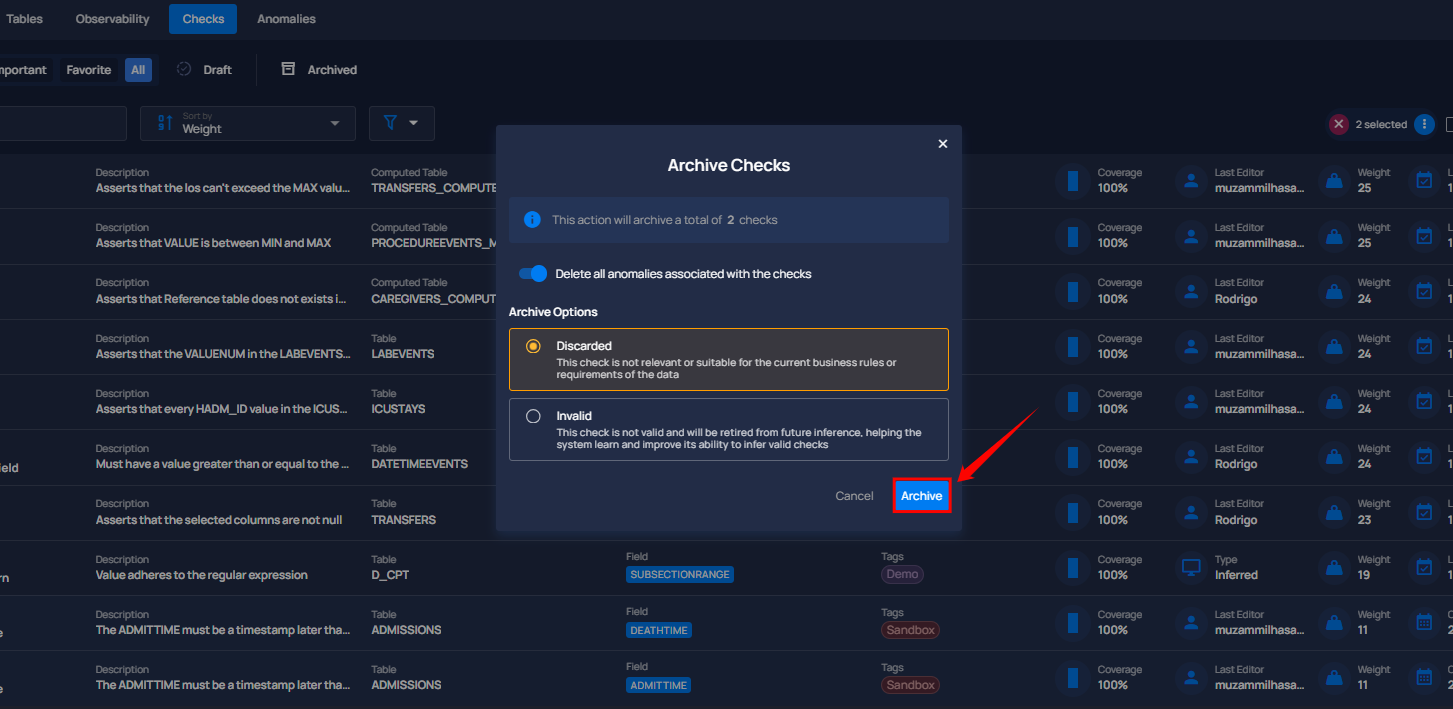 Tables Observability Checks Anomalies
mportant Favorite All Draft Archived
Sort by
Weight
2 selected
Archive Checks
This action will archive a total of 2 checks
Delete all anomalies associated with the checks
Archive Options
Discarded
This check is not relevant or suitable for the current business rules or
requirements of the data
Invalid
This check is not valid and will be retired from future inference, helping the
system learn and improve its ability to infer valid checks
Cancel Archive
Description Computed Table Coverage Last Editor Weight
Asserts that the los can't exceed the MAX valu... TRANSFERS_COMPUTE 100% muzammilhasa... 25
Description Computed Table Coverage Last Editor Weight
Asserts that VALUE is between MIN and MAX PROCEDUREEVENTS_M 100% muzammilhasa... 25
Description Computed Table Coverage Last Editor Weight
Asserts that Reference table does not exists i... CAREGIVERS_COMPUT 100% Rodrigo 24
Description Table Coverage Last Editor Weight
Asserts that the VALUENUM in the LABEVENTS... LABEVENTS 100% muzammilhasa... 24
Description Table Coverage Last Editor Weight
Asserts that every HADM_ID value in the ICUS... ICUSTAYS 100% muzammilhasa... 24
Description Table Coverage Last Editor Weight
ield Must have a value greater than or equal to the ... DATETIMEEVENTS 100% Rodrigo 24
Description Table Coverage Last Editor Weight
Asserts that the selected columns are not null TRANSFERS 100% Rodrigo 23
Description Table Field Tags Coverage Type Weight
rn Value adheres to the regular expression D_CPT SUBSECTIONRANGE Demo 100% Inferred 19
Description Table Field Tags Coverage Last Editor Weight
e The ADMITTIME must be a timestamp later tha... ADMISSIONS DEATHTIME Sandbox 100% muzammilhasa... 11
Description Table Field Tags Coverage Last Editor Weight
e The ADMITTIME must be a timestamp later tha... ADMISSIONS ADMITTIME Sandbox 100% muzammilhasa... 11